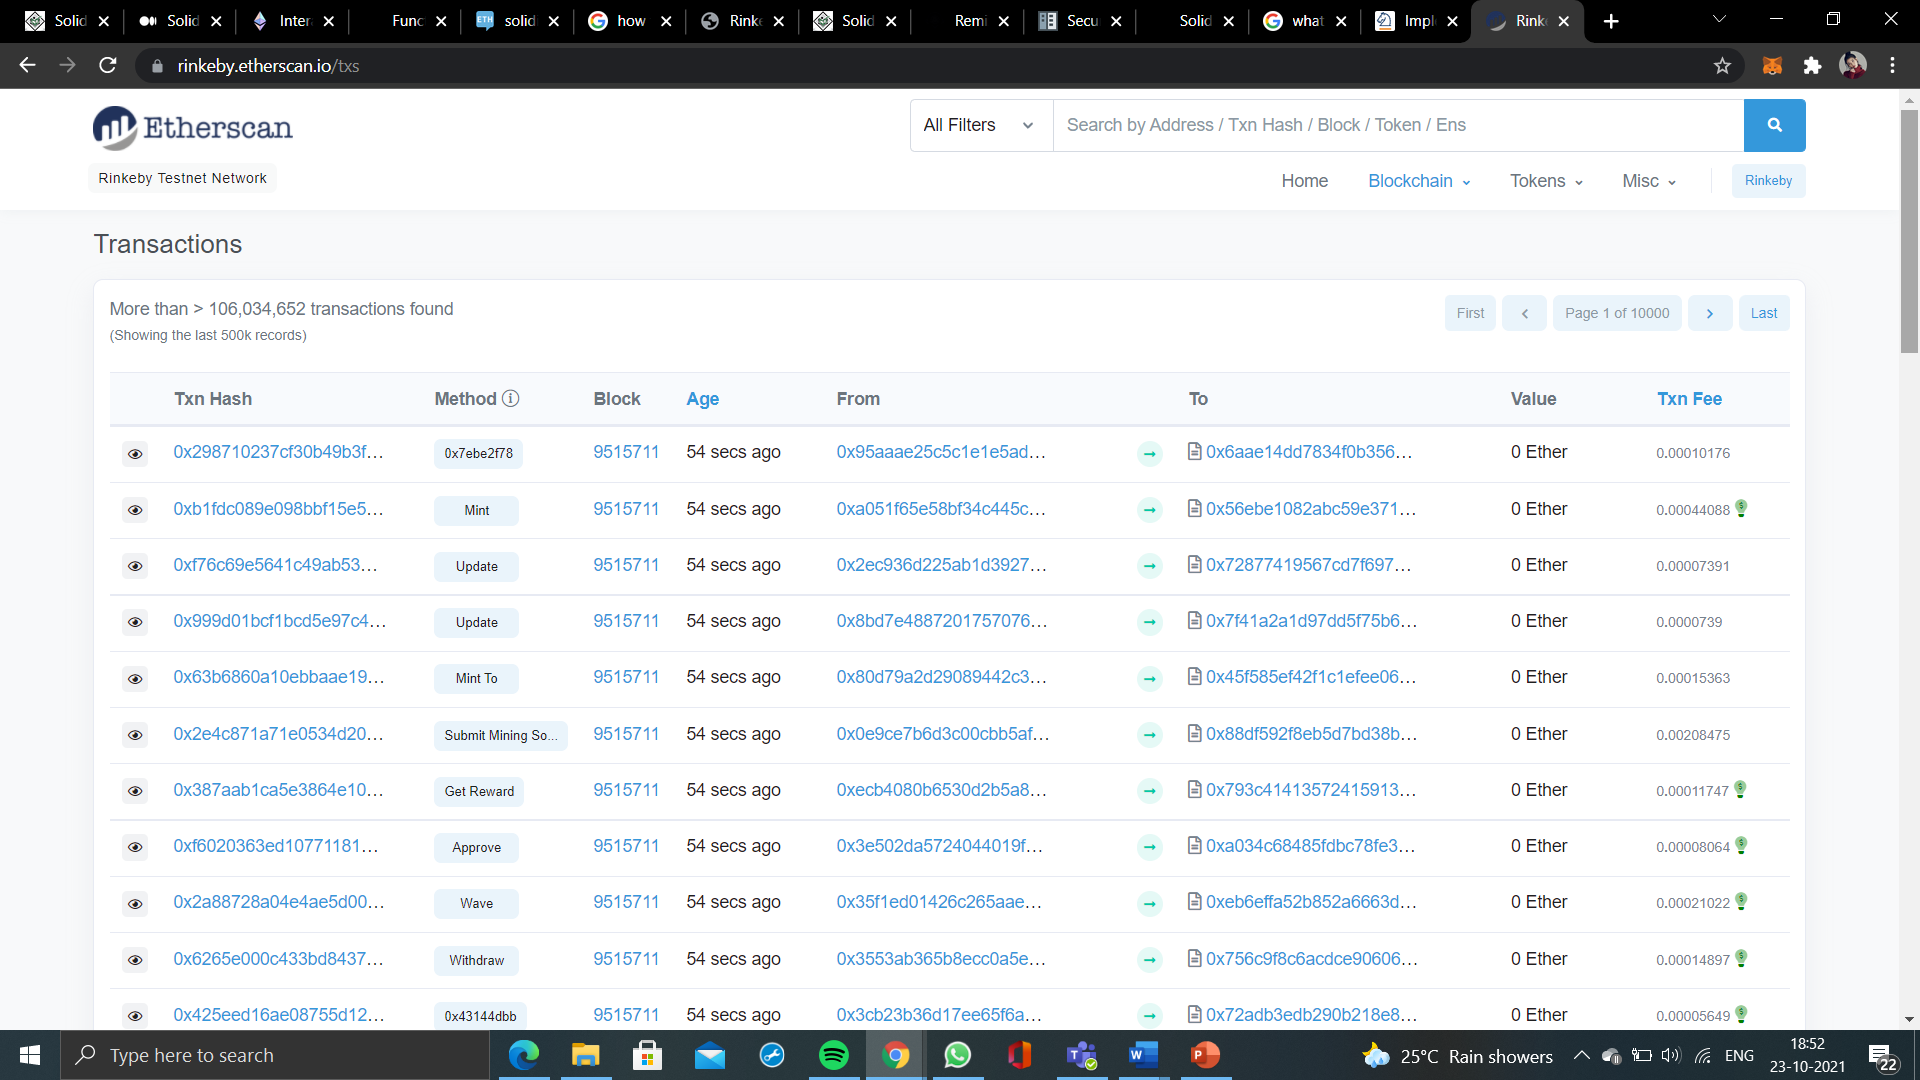 Solid
Solid
Inter
Func
solid
how
Rinke
Solid
Remi
Secu
Solid
what
Imple
Rinke
rinkeby.etherscan.io/txs
Etherscan
All Filters
Search by Address / Txn Hash / Block / Token / Ens
Rinkeby Testnet Network
Home Blockchain Tokens Misc Rinkeby
Transactions
More than > 106,034,652 transactions found
(Showing the last 500k records)
First Page 1 of 10000 Last
Txn Hash Method Block Age From To Value Txn Fee
0x298710237cf30b49b3f... 0x7ebe2f78 9515711 54 secs ago 0x95aaae25c5c1e1e5ad... 0x6aae14dd7834f0b356... 0 Ether 0.00010176
0xb1fdc089e098bbf15e5... Mint 9515711 54 secs ago 0xa051f65e58bf34c445c... 0x56ebe1082abc59e371... 0 Ether 0.00044088
0xf76c69e5641c49ab53... Update 9515711 54 secs ago 0x2ec936d225ab1d3927... 0x72877419567cd7f697... 0 Ether 0.00007391
0x999d01bcf1bcd5e97c4... Update 9515711 54 secs ago 0x8bd7e4887201757076... 0x7f41a2a1d97dd5f75b6... 0 Ether 0.0000739
0x63b6860a10ebbaae19... Mint To 9515711 54 secs ago 0x80d79a2d29089442c3... 0x45f585ef42f1c1efee06... 0 Ether 0.00015363
0x2e4c871a71e0534d20... Submit Mining So... 9515711 54 secs ago 0x0e9ce7b6d3c00cbb5af... 0x88df592f8eb5d7bd38b... 0 Ether 0.00208475
0x387aab1ca5e3864e10... Get Reward 9515711 54 secs ago 0xecb4080b6530d2b5a8... 0x793c41413572415913... 0 Ether 0.00011747
0xf6020363ed10771181... Approve 9515711 54 secs ago 0x3e502da5724044019f... 0xa034c68485fdbc78fe3... 0 Ether 0.00008064
0x2a88728a04e4ae5d00... Wave 9515711 54 secs ago 0x35f1ed01426c265aae... 0xeb6effa52b852a6663d... 0 Ether 0.00021022
0x6265e000c433bd8437... Withdraw 9515711 54 secs ago 0x3553ab365b8ecc0a5e... 0x756c9f8c6acdce90606... 0 Ether 0.00014897
0x425eed16ae08755d12... 0x43144dbb 9515711 54 secs ago 0x3cb23b36d17ee65f6a... 0x72adb3edb290b218e8... 0 Ether 0.00005649
Type here to search
25°C Rain showers
ENG
18:52
23-10-2021
22